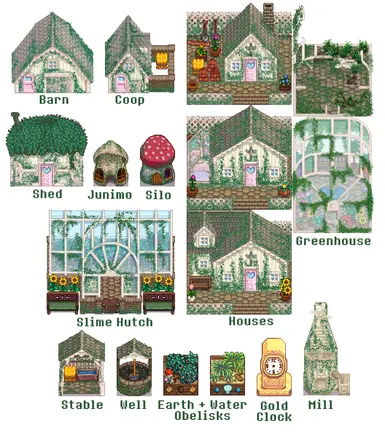 Barn
Coop
Shed
Junimo
Silo
Greenhouse
Slime Hutch
Houses
Stable
Well
Earth + Water
Obelisks
Gold
Clock
Mill